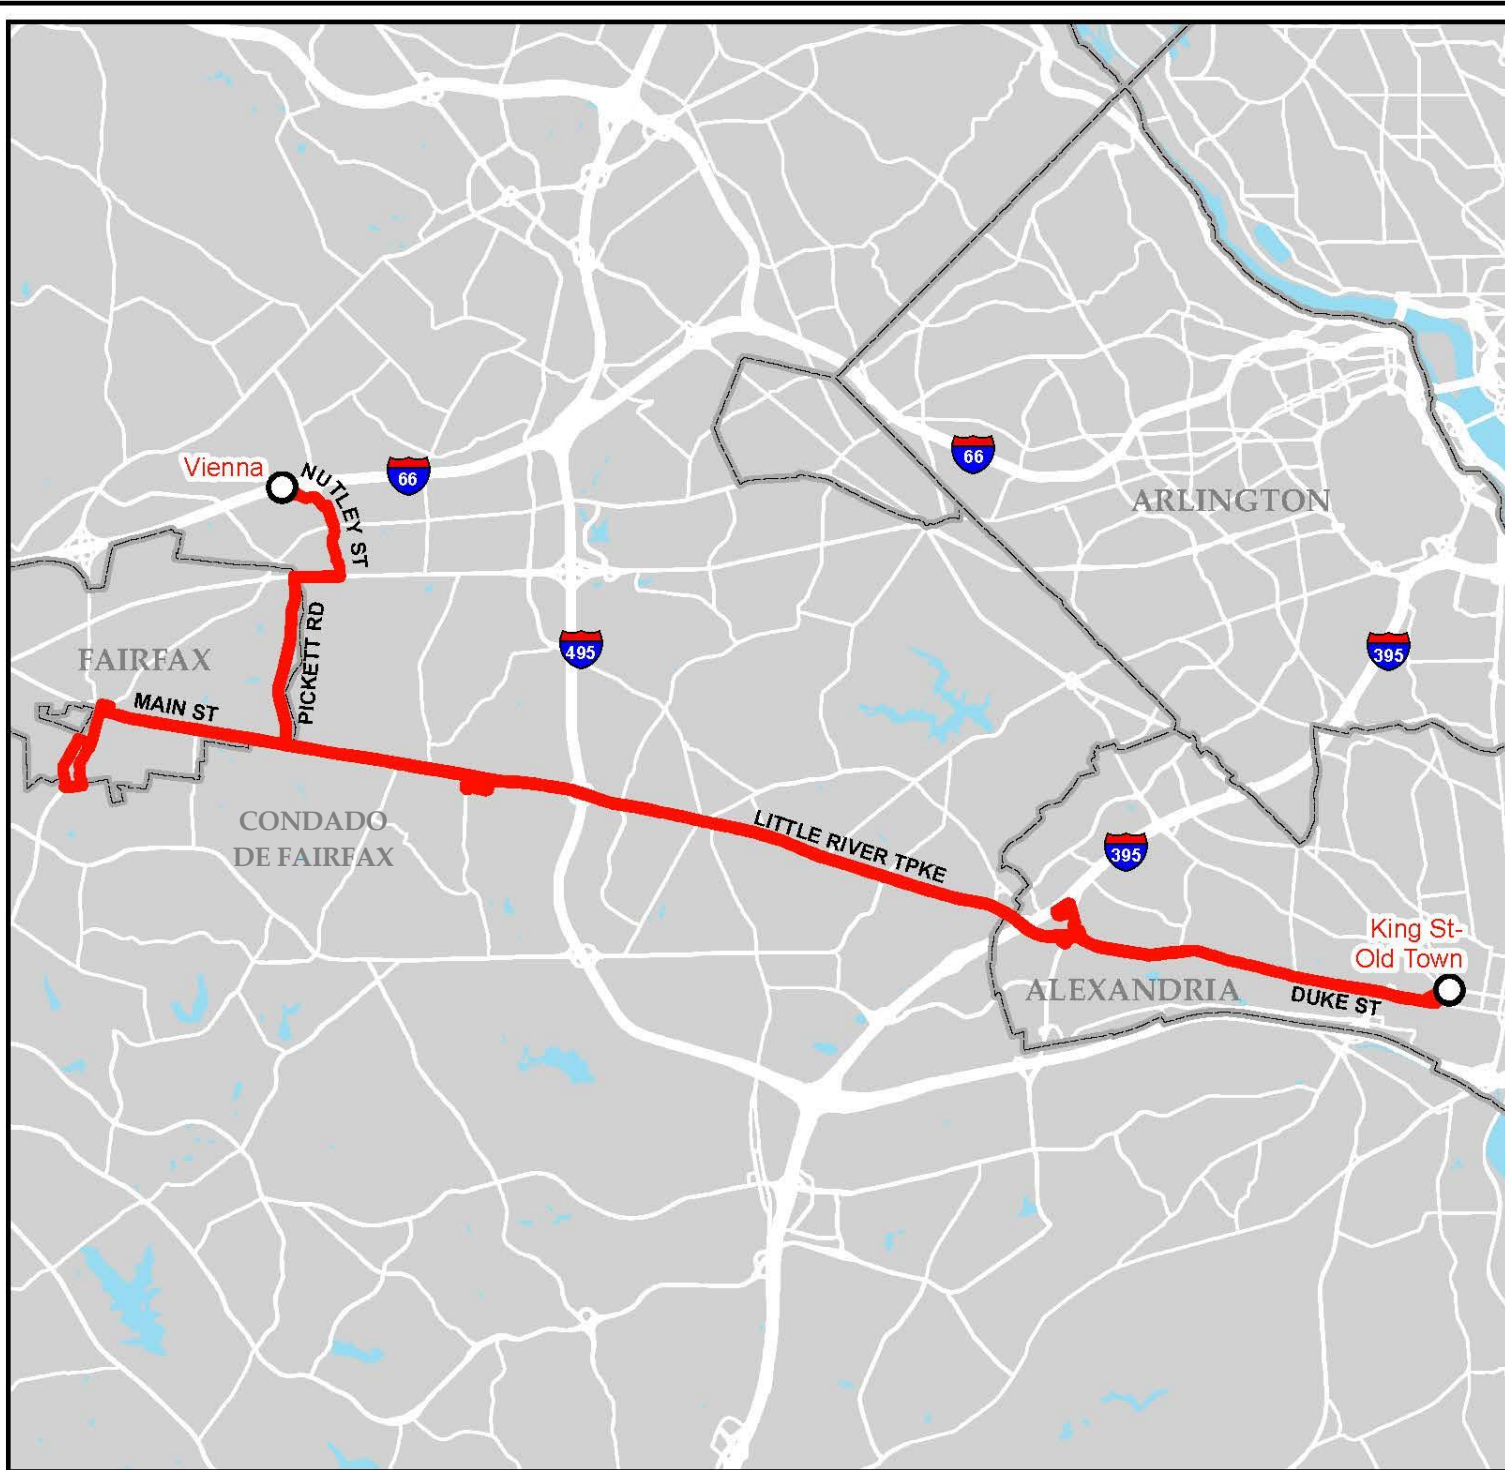 Vienna
NUTLEY ST
66
66
ARLINGTON
PICKETT RD
495
395
FAIRFAX
MAIN ST
CONDADO
DE FAIRFAX
LITTLE RIVER TPKE
395
King St-
Old Town
ALEXANDRIA
DUKE ST